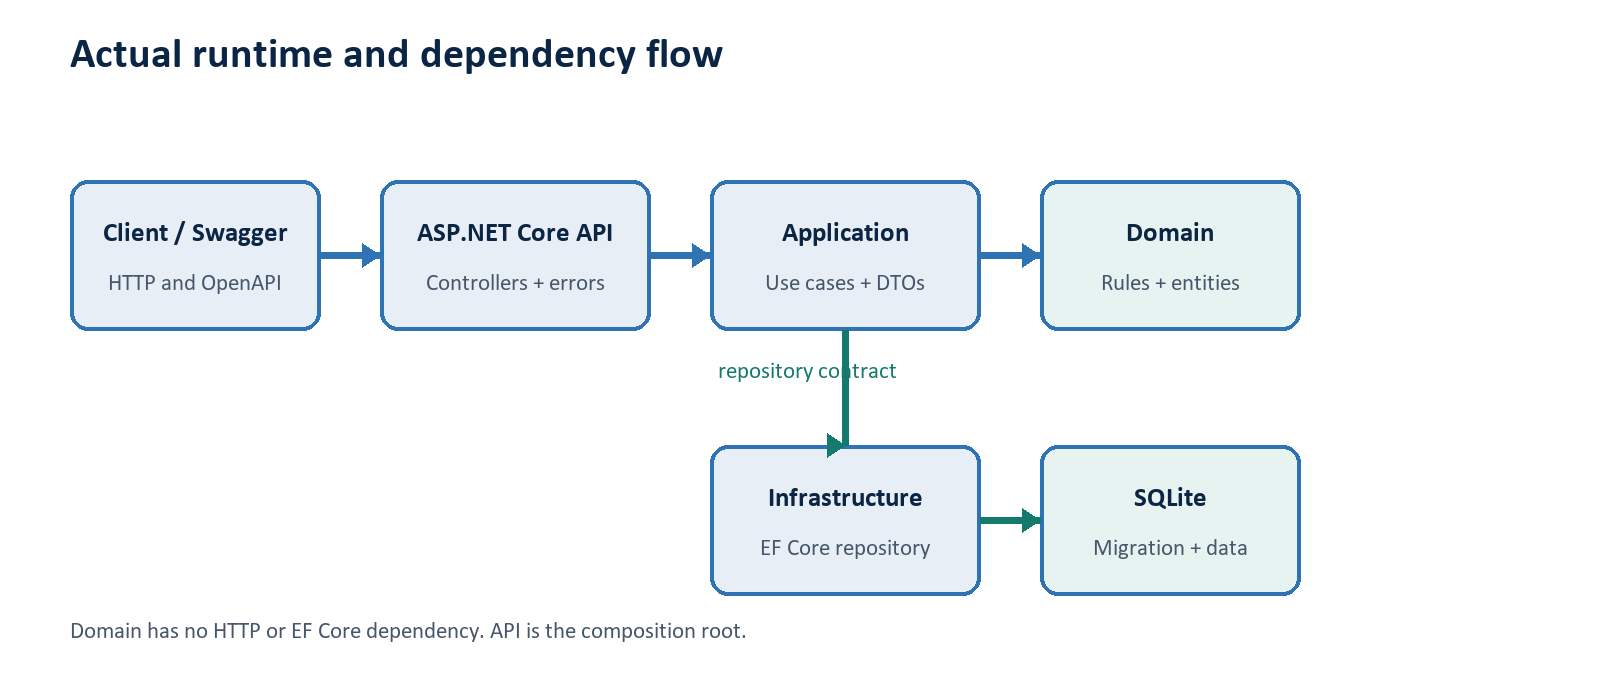 Actual runtime and dependency flow
Client / Swagger
HTTP and OpenAPI
ASP.NET Core API
Controllers + errors
Application
Use cases + DTOs
Domain
Rules + entities
repository contract
Infrastructure
EF Core repository
SQLite
Migration + data
Domain has no HTTP or EF Core dependency. API is the composition root.